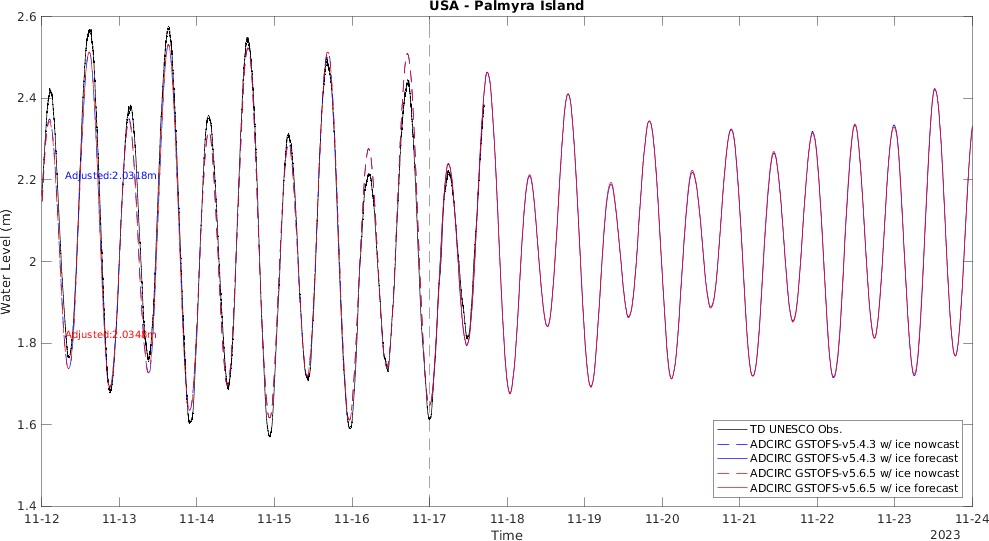 USA - Palmyra Island
2.6
2.4
2.2
2
1.8
1.6
1.4
Water Level (m)
Adjusted:2.0318m
Adjusted:2.0348m
TD UNESCO Obs.
ADCIRC GSTOFS-v5.4.3 w/ ice nowcast
ADCIRC GSTOFS-v5.4.3 w/ ice forecast
ADCIRC GSTOFS-v5.6.5 w/ ice nowcast
ADCIRC GSTOFS-v5.6.5 w/ ice forecast
11-12 11-13 11-14 11-15 11-16 11-17 11-18 11-19 11-20 11-21 11-22 11-23 11-24
Time
2023